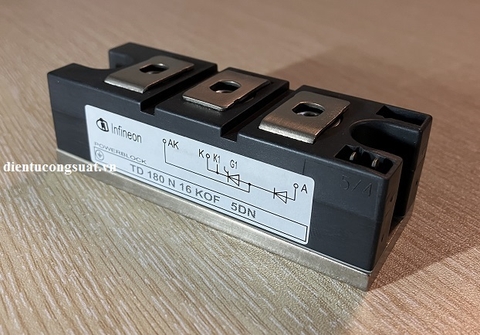 Infineon
POWERBLOCK
AK
K
K1
G1
A
TD 180 N 16 KOF 5DN
dientucongsuat.vn